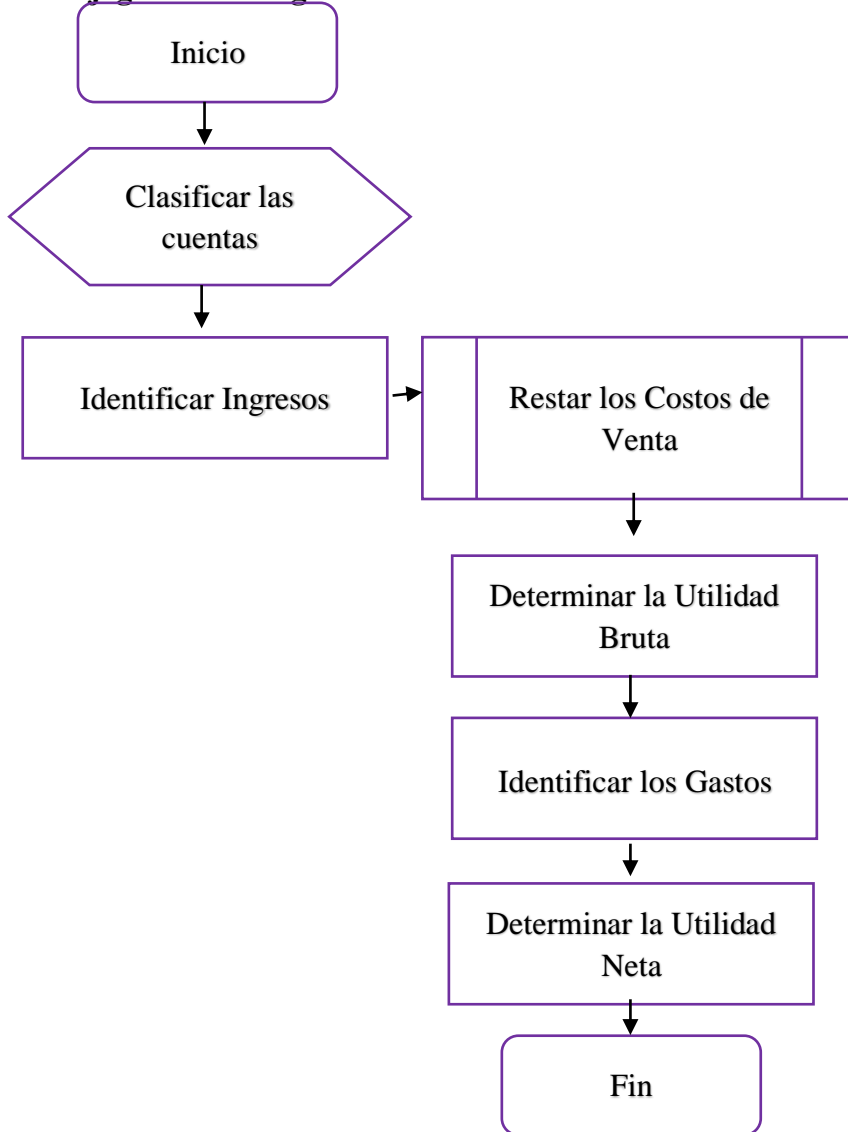 Inicio
Clasificar las
cuentas
Identificar Ingresos
Restar los Costos de
Venta
Determinar la Utilidad
Bruta
Identificar los Gastos
Determinar la Utilidad
Neta
Fin